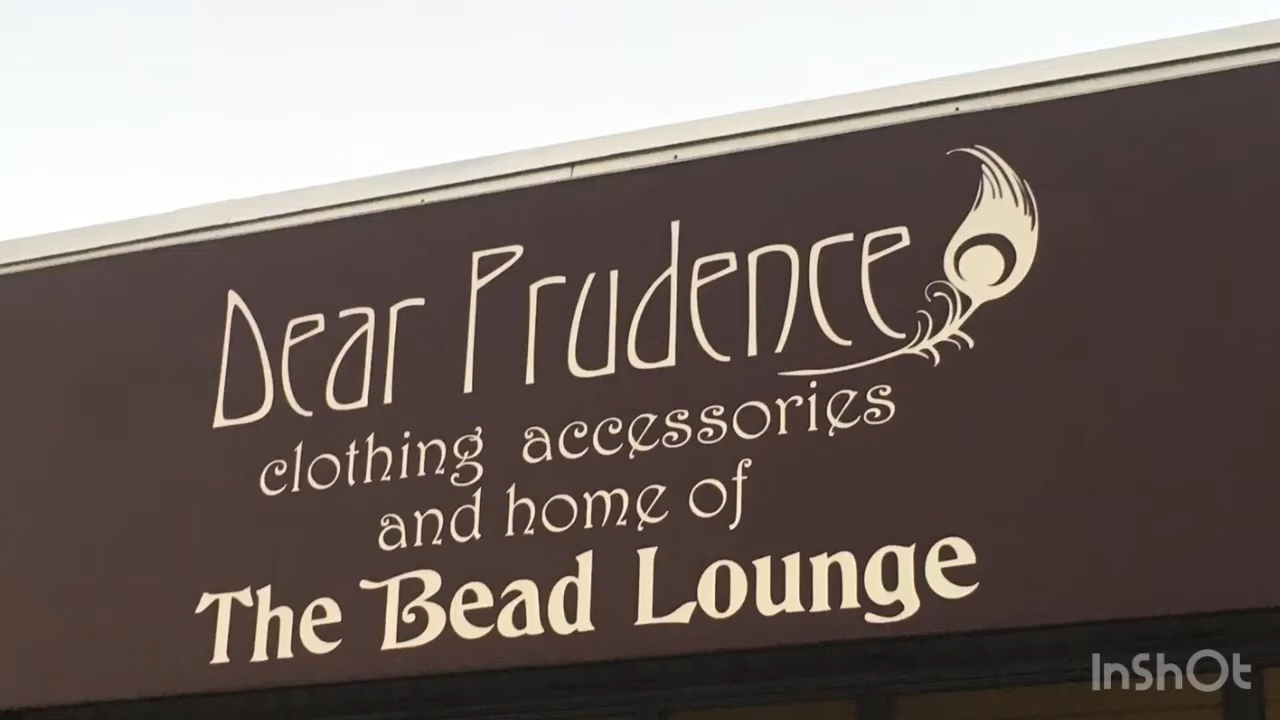 Dear Prudence
clothing accessories
and home of
The Bead Lounge
InShOt